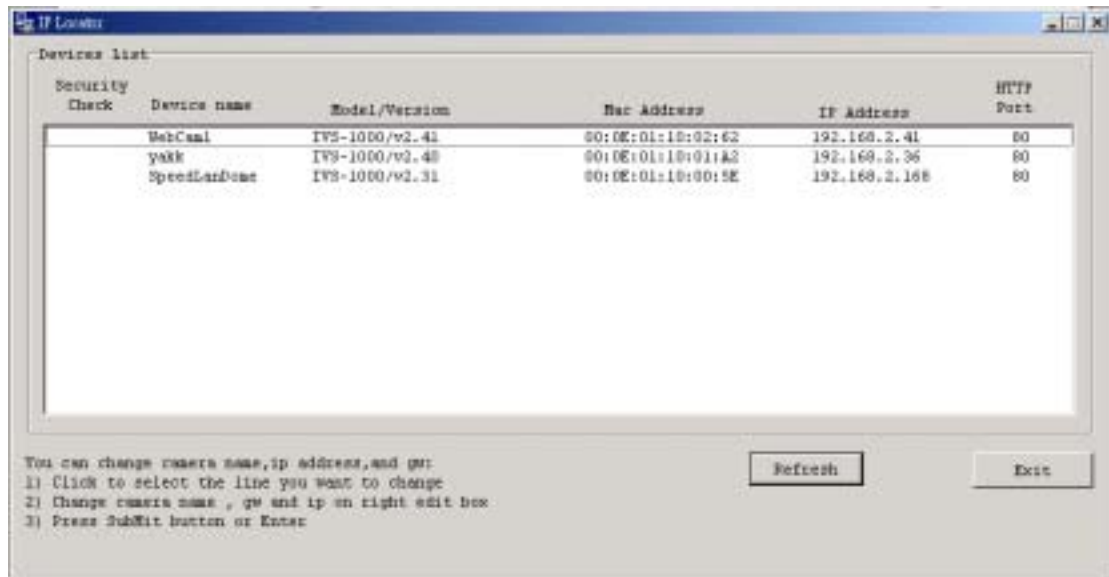 IP Locator
Devices List
Security Check Device name Model/Version Mac Address IP Address HTTP Port
WebCam1 IVS-1000/v2.41 00:0E:01:10:02:62 192.168.2.41 80
yakk IVS-1000/v2.40 00:0E:01:10:01:A2 192.168.2.36 80
SpeedLanDome IVS-1000/v2.31 00:0E:01:10:00:5E 192.168.2.168 80
You can change camera name,ip address,and gw:
1) Click to select the line you want to change
2) Change camera name , gw and ip on right edit box
3) Press SubMit button or Enter
Refresh
Exit